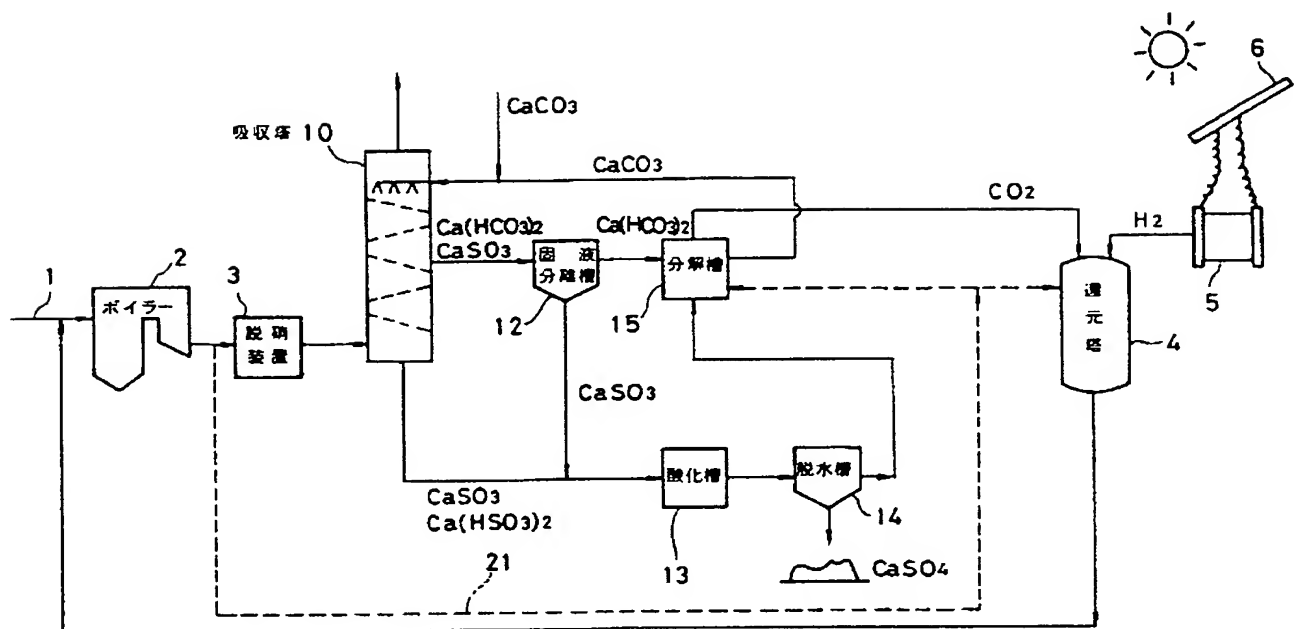 6
CaCO3
吸収塔 10
CaCO3
CO2
H2
Ca(HCO3)2
CaSO3
Ca(HCO3)2
固液
分離槽
分解槽
1
2
3
ボイラー
脱硝
装置
12
15
還元塔
4
5
CaSO3
酸化槽
脱水槽
CaSO3
Ca(HSO3)2
13
14
CaSO4
21